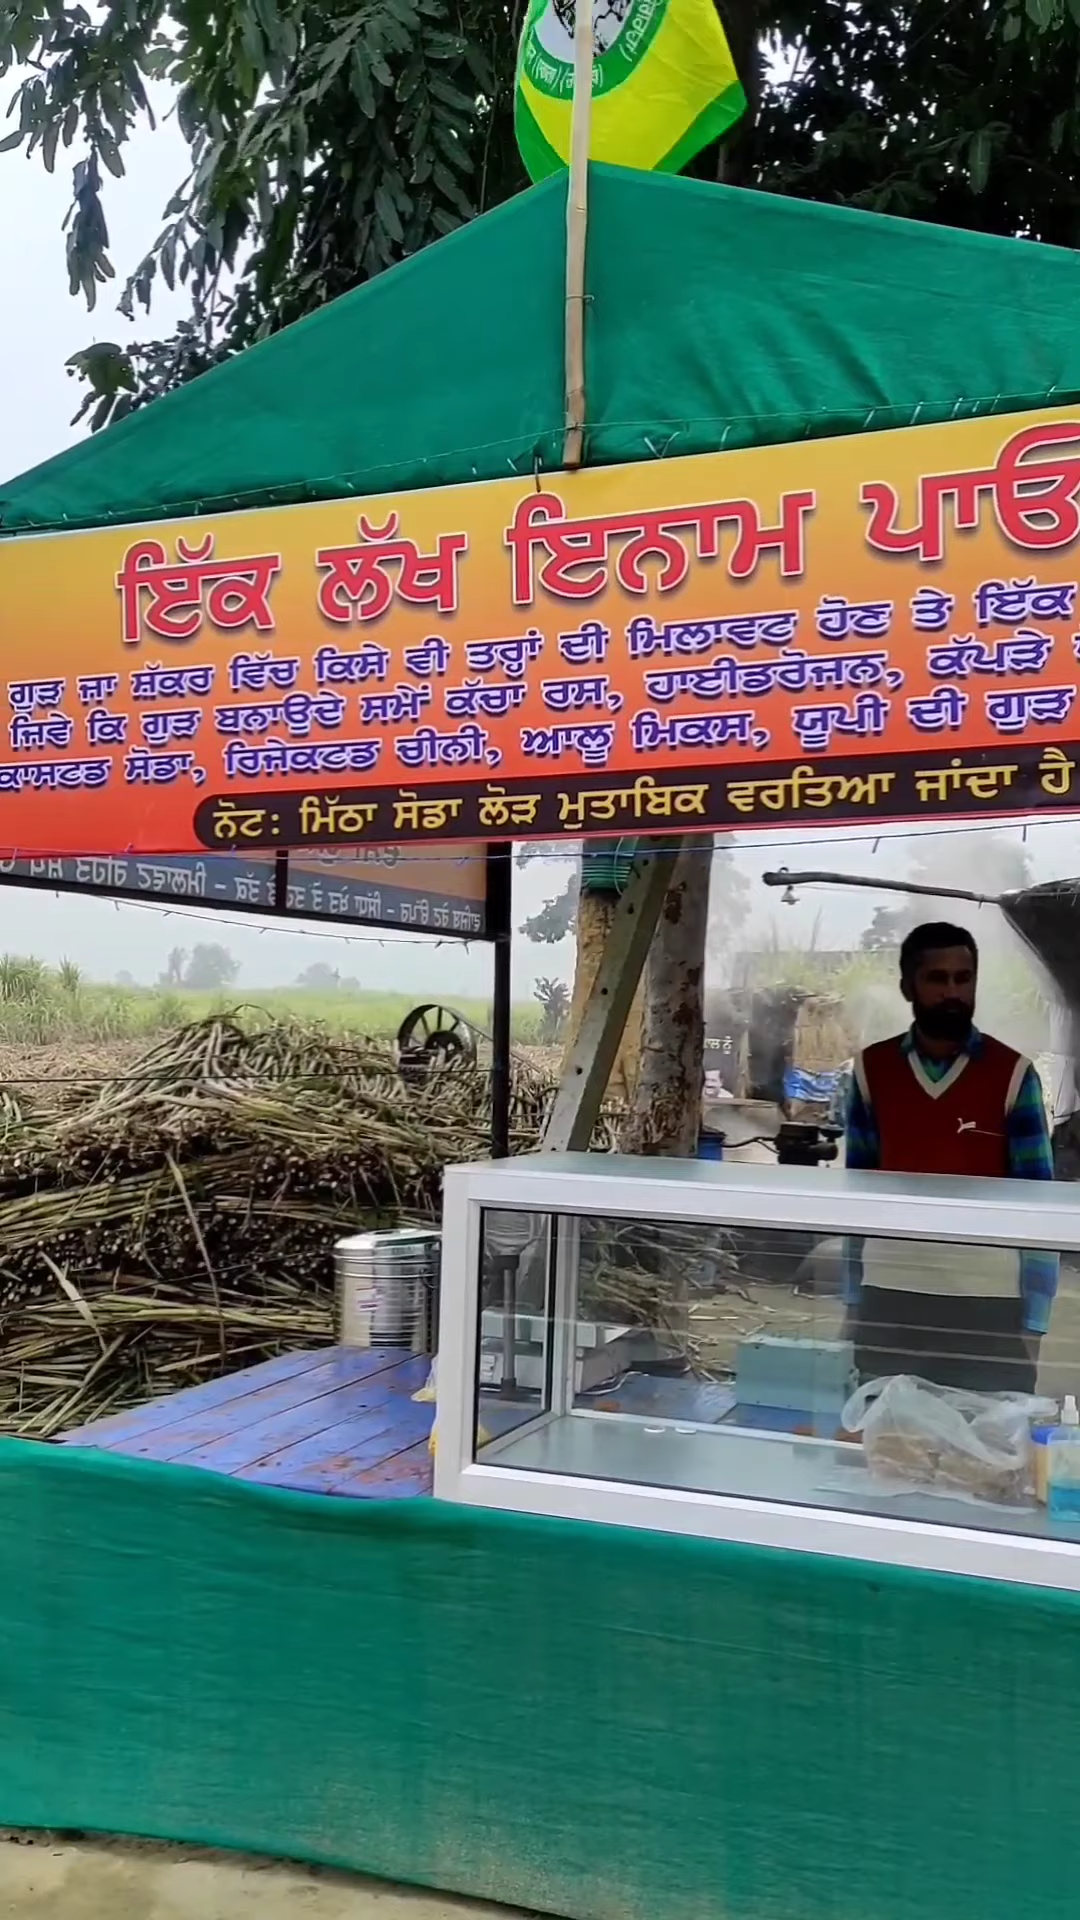 ਇੱਕ ਲੱਖ ਇਨਾਮ ਪਾਓ
ਗੁੜ ਜਾ ਸ਼ੱਕਰ ਵਿੱਚ ਕਿਸੇ ਵੀ ਤਰ੍ਹਾਂ ਦੀ ਮਿਲਾਵਟ ਹੋਣ ਤੇ ਇੱਕ
ਜਿਵੇ ਕਿ ਗੁੜ ਬਨਾਉਦੇ ਸਮੇਂ ਕੱਚਾ ਰਸ, ਹਾਈਡਰੋਜਨ, ਕੱਪੜੇ
ਕਾਸਟਡ ਸੋਡਾ, ਰਿਜੇਕਟਡ ਚੀਨੀ, ਆਲੂ ਮਿਕਸ, ਯੂਪੀ ਦੀ ਗੁੜ
ਨੋਟ: ਮਿੱਠਾ ਸੋਡਾ ਲੋੜ ਮੁਤਾਬਿਕ ਵਰਤਿਆ ਜਾਂਦਾ ਹੈ